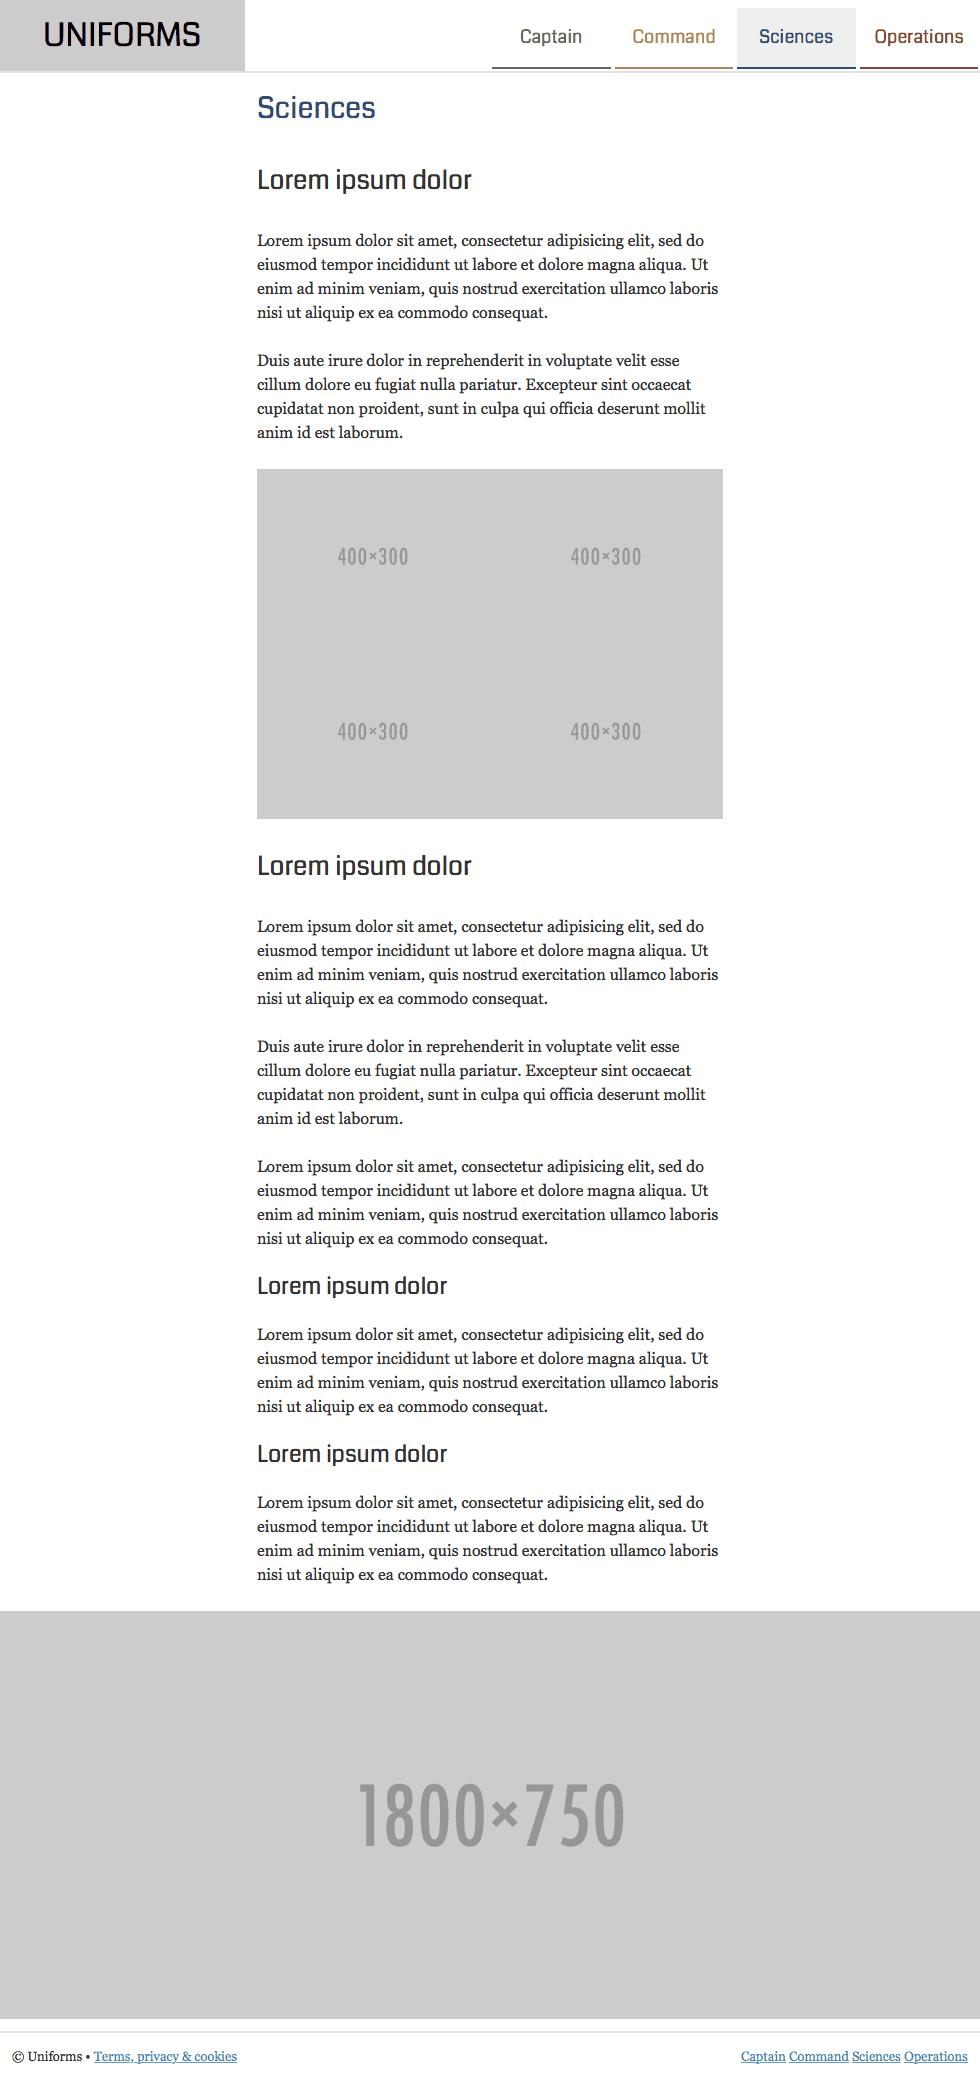 UNIFORMS
Captain
Command
Sciences
Operations
Sciences
Lorem ipsum dolor
Lorem ipsum dolor sit amet, consectetur adipisicing elit, sed do
eiusmod tempor incididunt ut labore et dolore magna aliqua. Ut
enim ad minim veniam, quis nostrud exercitation ullamco laboris
nisi ut aliquip ex ea commodo consequat.
Duis aute irure dolor in reprehenderit in voluptate velit esse
cillum dolore eu fugiat nulla pariatur. Excepteur sint occaecat
cupidatat non proident, sunt in culpa qui officia deserunt mollit
anim id est laborum.
400×300
400×300
400×300
400×300
Lorem ipsum dolor
Lorem ipsum dolor sit amet, consectetur adipisicing elit, sed do
eiusmod tempor incididunt ut labore et dolore magna aliqua. Ut
enim ad minim veniam, quis nostrud exercitation ullamco laboris
nisi ut aliquip ex ea commodo consequat.
Duis aute irure dolor in reprehenderit in voluptate velit esse
cillum dolore eu fugiat nulla pariatur. Excepteur sint occaecat
cupidatat non proident, sunt in culpa qui officia deserunt mollit
anim id est laborum.
Lorem ipsum dolor sit amet, consectetur adipisicing elit, sed do
eiusmod tempor incididunt ut labore et dolore magna aliqua. Ut
enim ad minim veniam, quis nostrud exercitation ullamco laboris
nisi ut aliquip ex ea commodo consequat.
Lorem ipsum dolor
Lorem ipsum dolor sit amet, consectetur adipisicing elit, sed do
eiusmod tempor incididunt ut labore et dolore magna aliqua. Ut
enim ad minim veniam, quis nostrud exercitation ullamco laboris
nisi ut aliquip ex ea commodo consequat.
Lorem ipsum dolor
Lorem ipsum dolor sit amet, consectetur adipisicing elit, sed do
eiusmod tempor incididunt ut labore et dolore magna aliqua. Ut
enim ad minim veniam, quis nostrud exercitation ullamco laboris
nisi ut aliquip ex ea commodo consequat.
1800×750
© Uniforms • Terms, privacy & cookies
Captain Command Sciences Operations